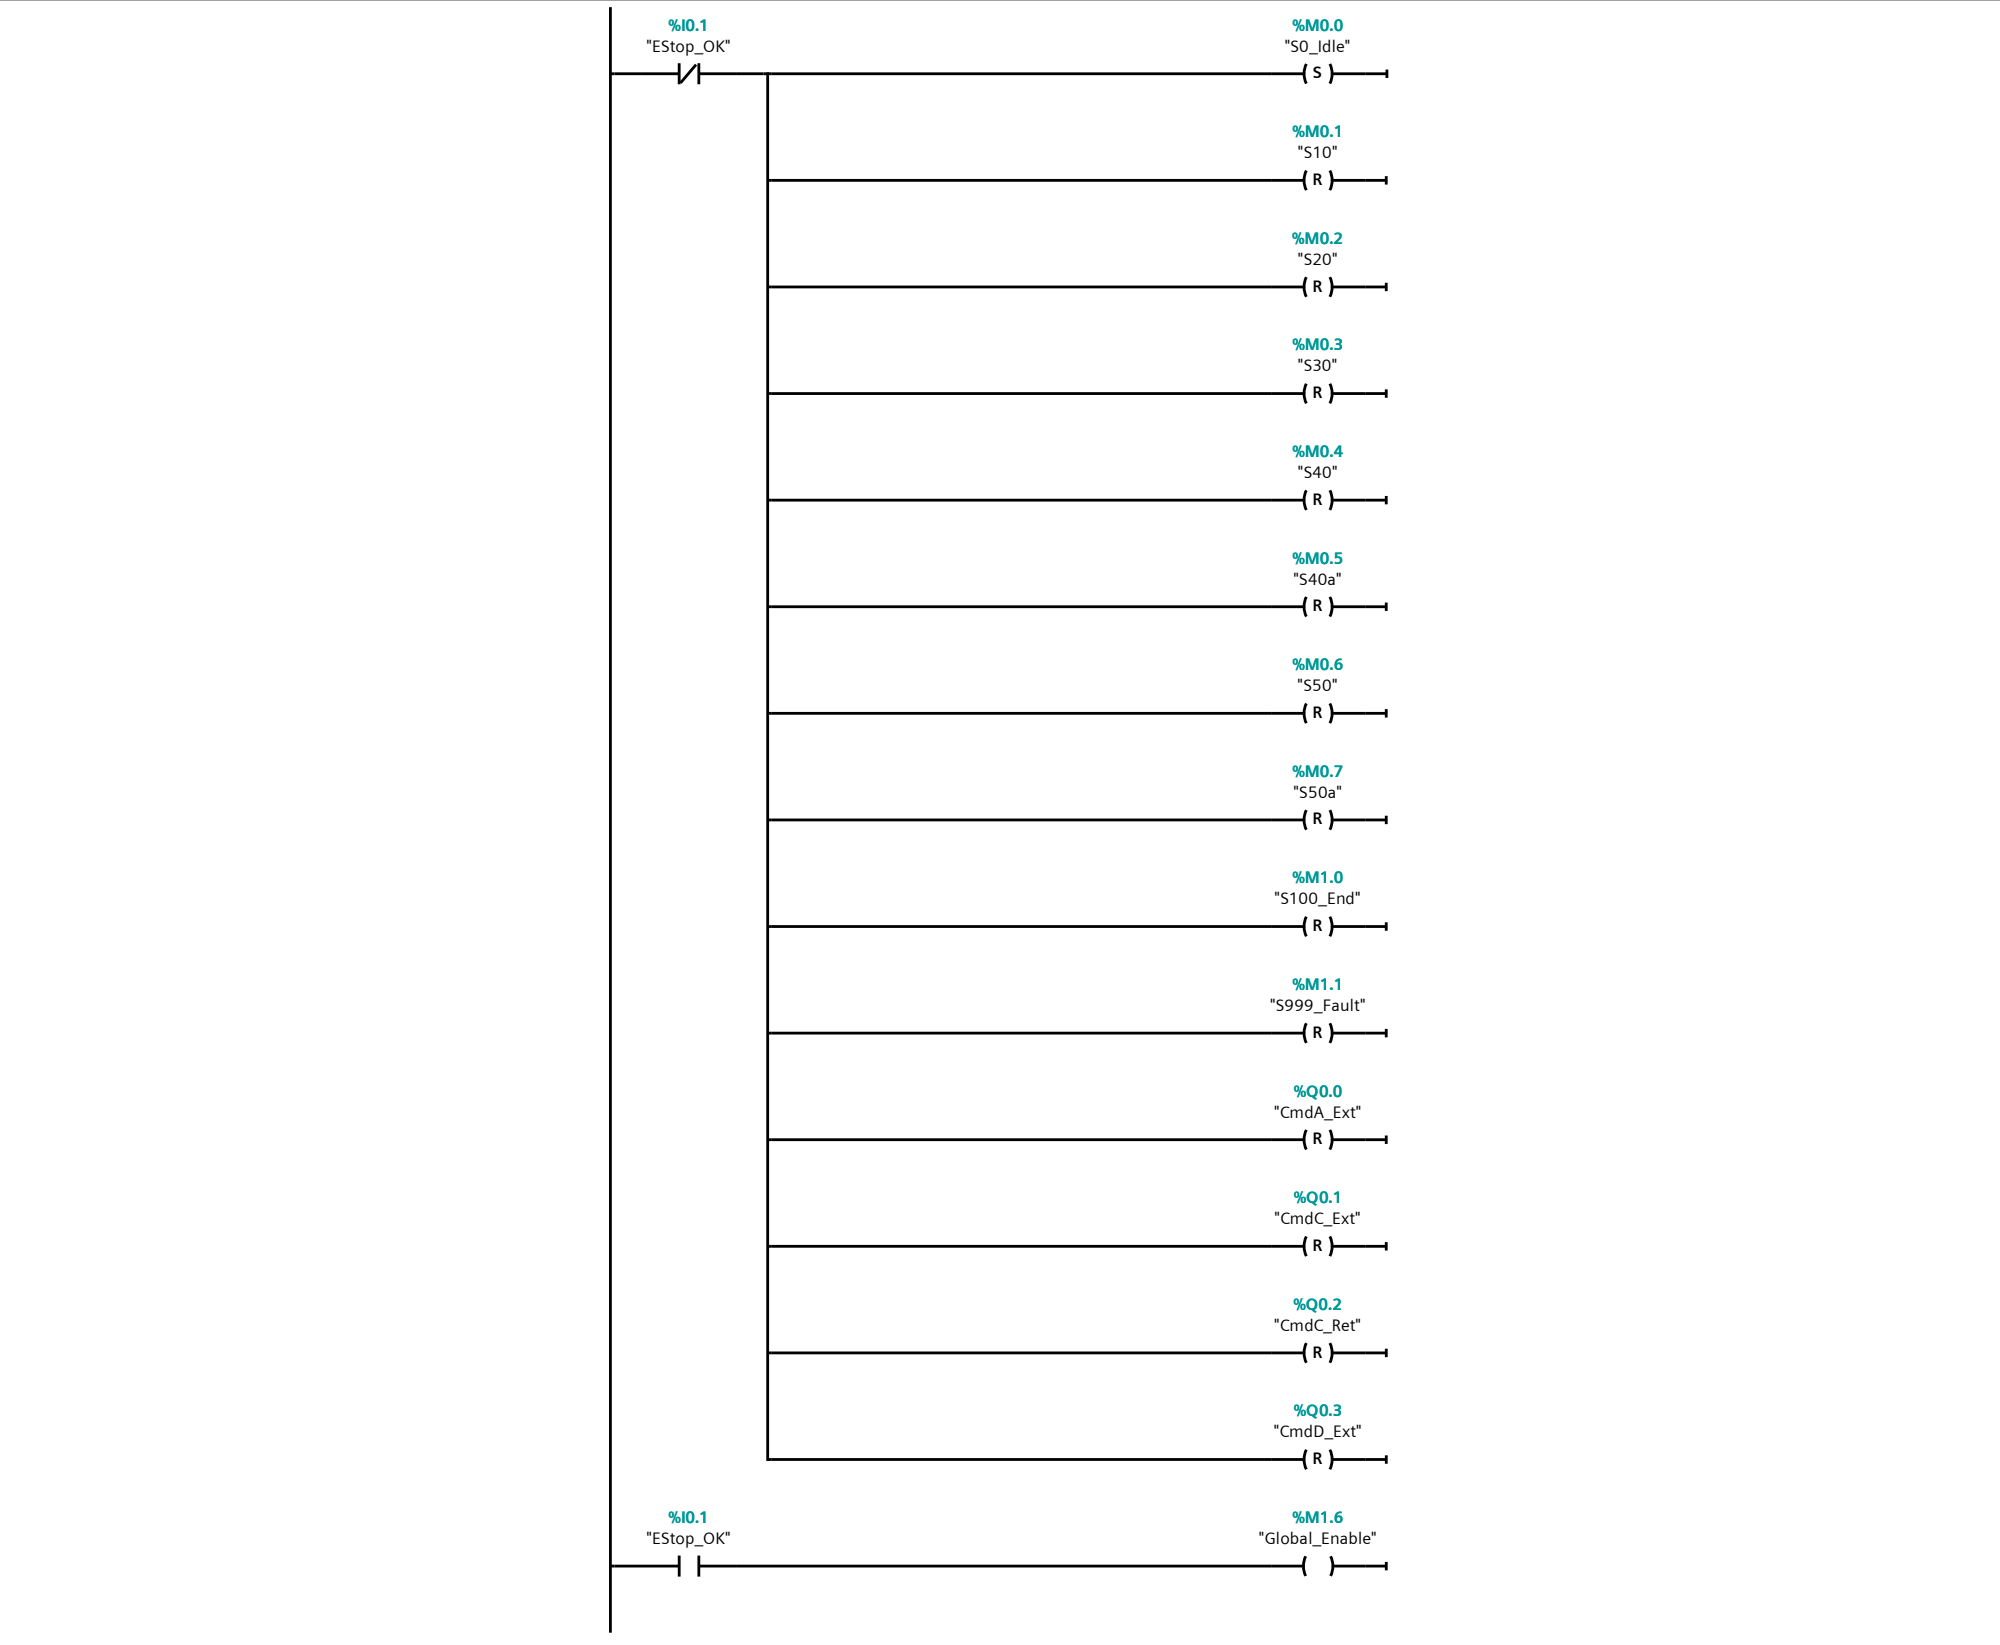 %I0.1
"EStop_OK"
%M0.0
"S0_Idle"
S
%M0.1
"S10"
R
%M0.2
"S20"
R
%M0.3
"S30"
R
%M0.4
"S40"
R
%M0.5
"S40a"
R
%M0.6
"S50"
R
%M0.7
"S50a"
R
%M1.0
"S100_End"
R
%M1.1
"S999_Fault"
R
%Q0.0
"CmdA_Ext"
R
%Q0.1
"CmdC_Ext"
R
%Q0.2
"CmdC_Ret"
R
%Q0.3
"CmdD_Ext"
R
%I0.1
"EStop_OK"
%M1.6
"Global_Enable"